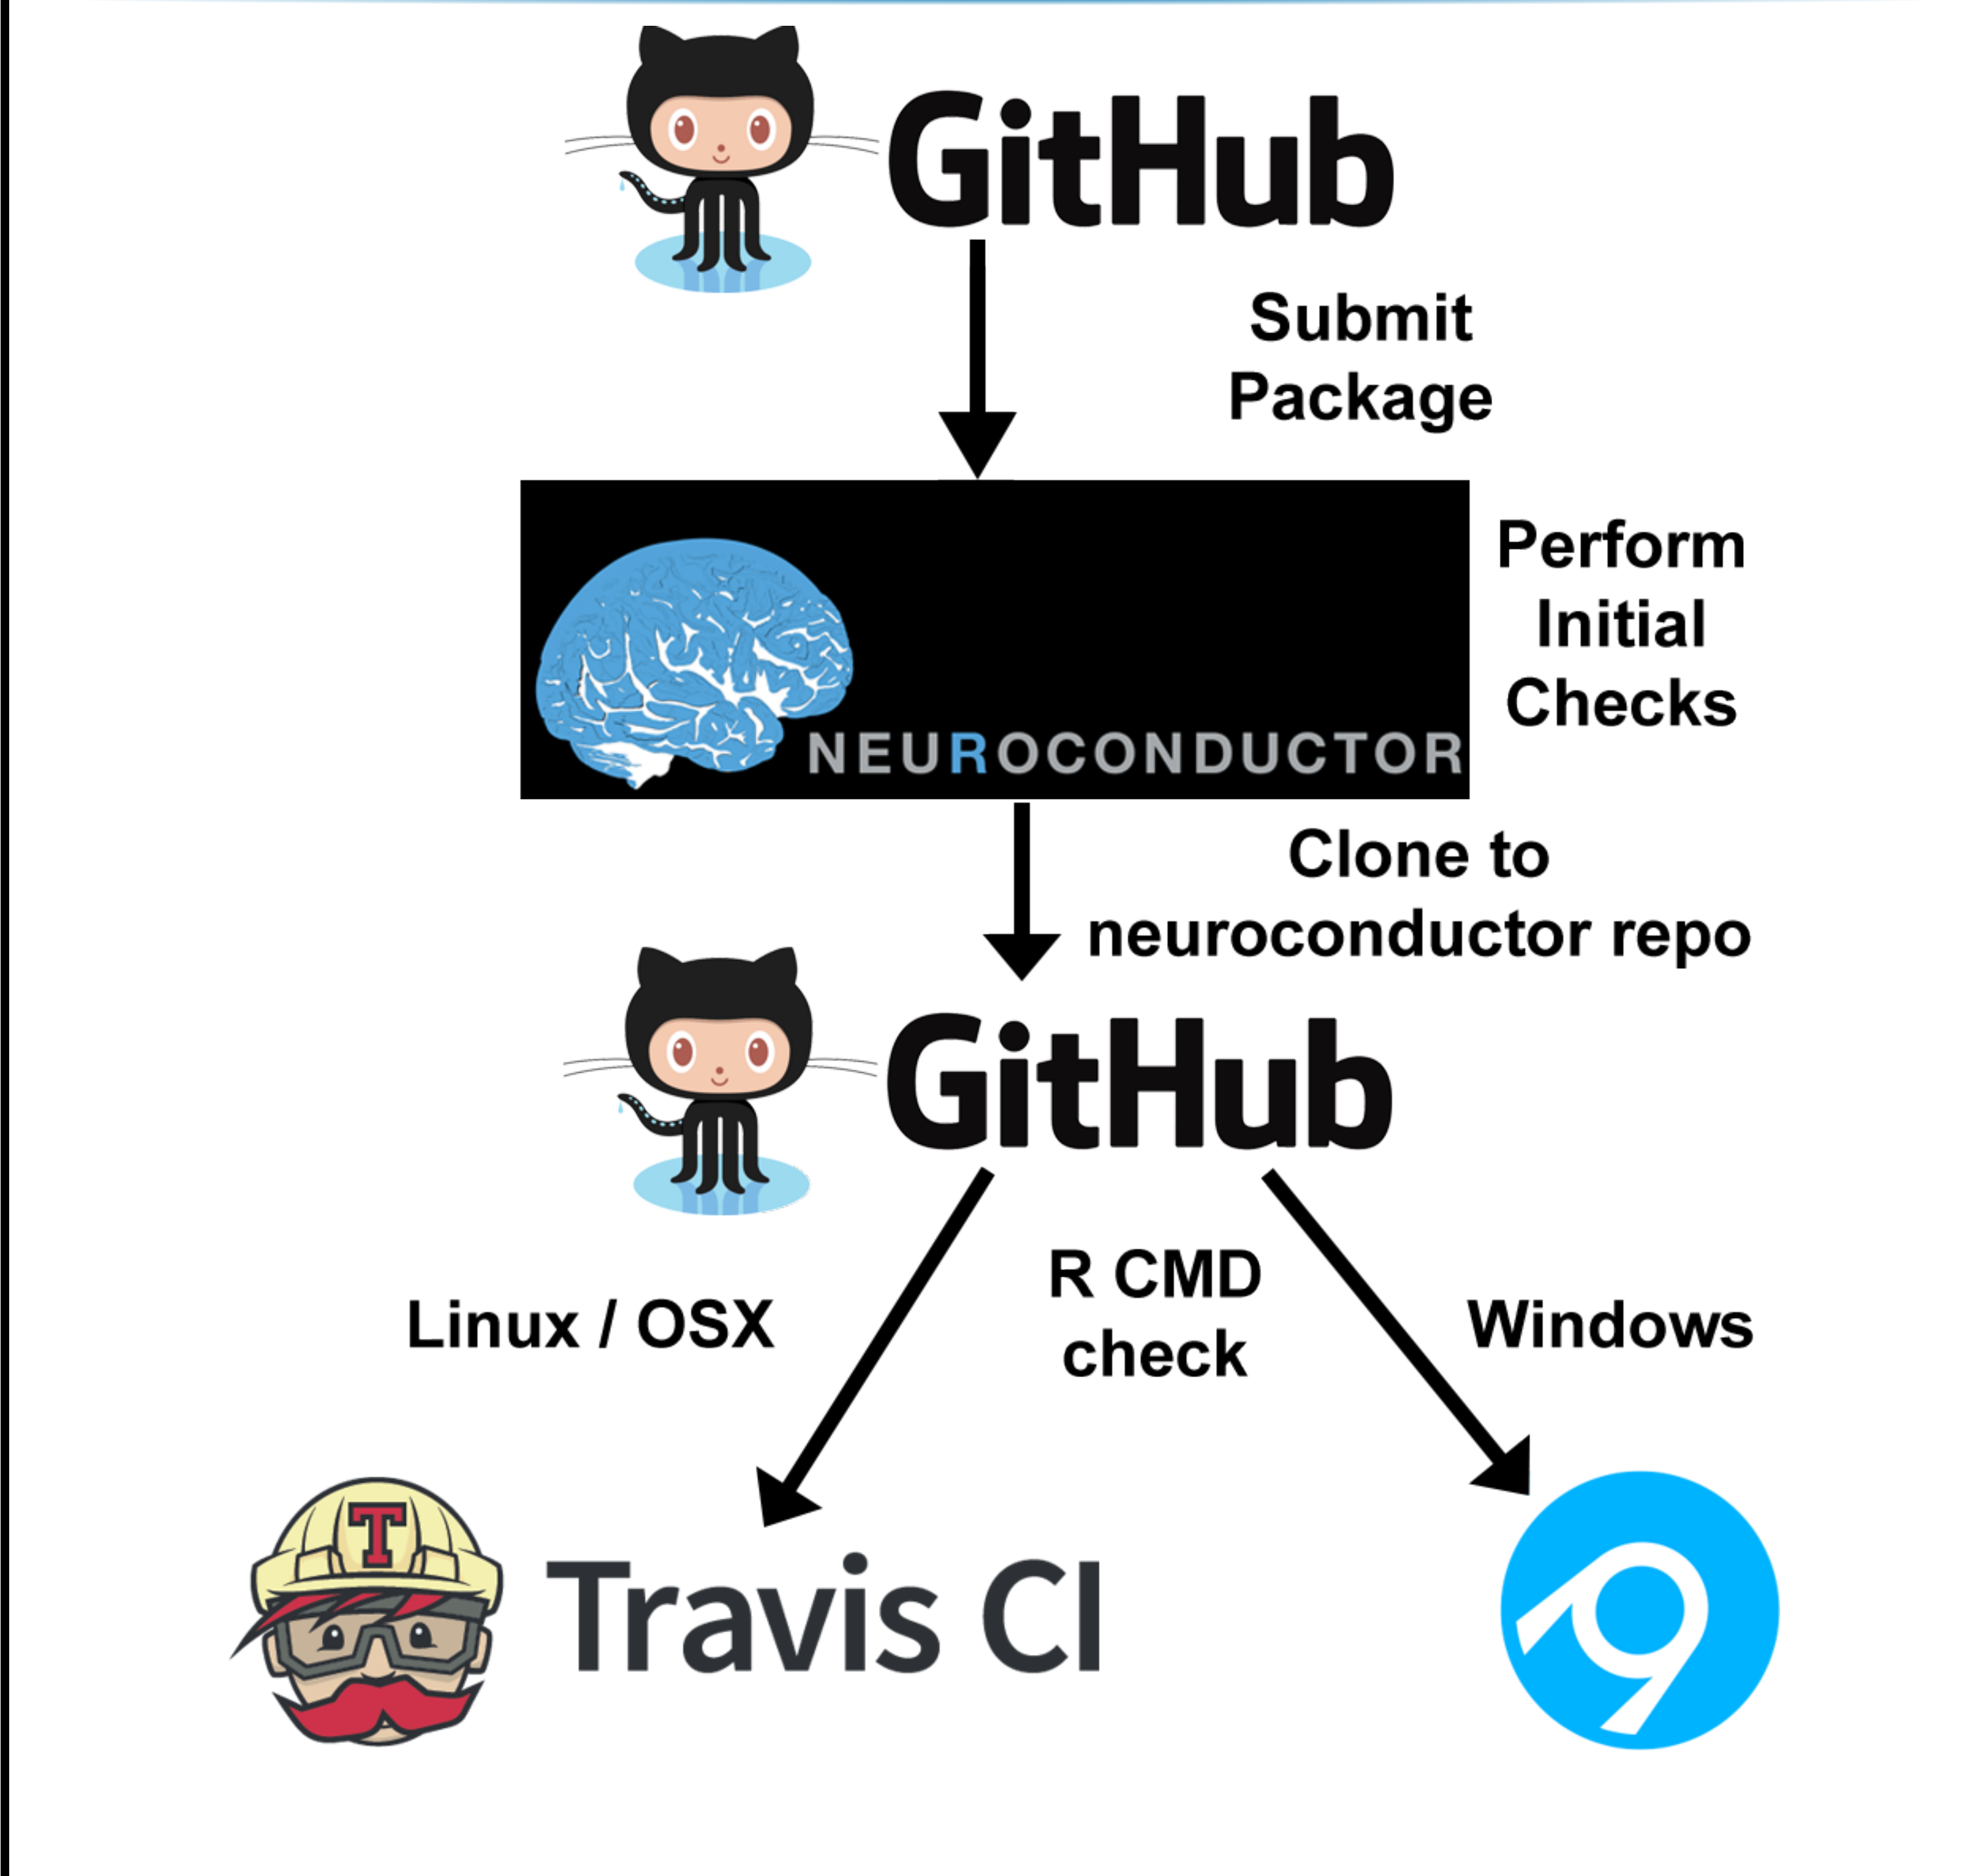 GitHub
Submit
Package
Perform
Initial
Checks
NEUROCONDUCTOR
Clone to
neuroconductor repo
GitHub
Linux / OSX
R CMD
check
Windows
T
Travis CI